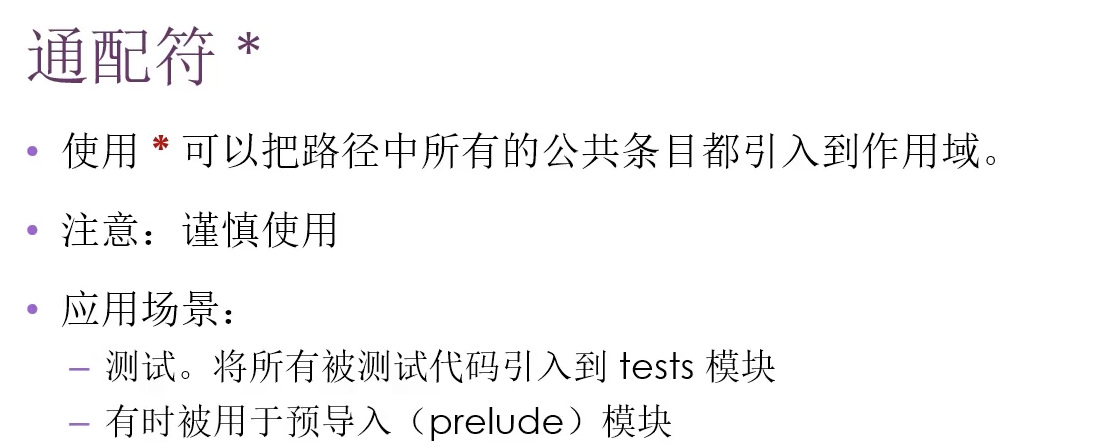 通配符 *
• 使用 * 可以把路径中所有的公共条目都引入到作用域。
• 注意：谨慎使用
• 应用场景：
– 测试。将所有被测试代码引入到 tests 模块
– 有时被用于预导入（prelude）模块